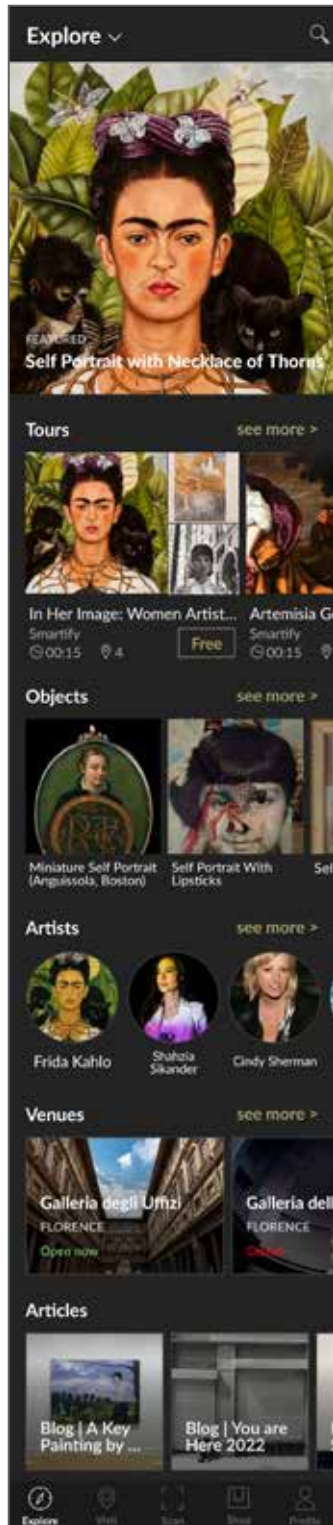 Explore
FEATURED
Self Portrait with Necklace of Thorns
Tours
see more >
In Her Image: Women Artist...
Smartify
00:15
4
Free
Artemisia G
Smartify
00:15
Objects
see more >
Miniature Self Portrait
(Anguissola, Boston)
Self Portrait With
Lipsticks
Sel
Artists
see more >
Frida Kahlo
Shahzia
Sikander
Cindy Sherman
Venues
see more >
Galleria degli Uffizi
FLORENCE
Open now
Galleria dell
FLORENCE
Closed
Articles
Blog | A Key
Painting by ...
Blog | You are
Here 2022
Explore
Visit
Scan
Shop
Profile